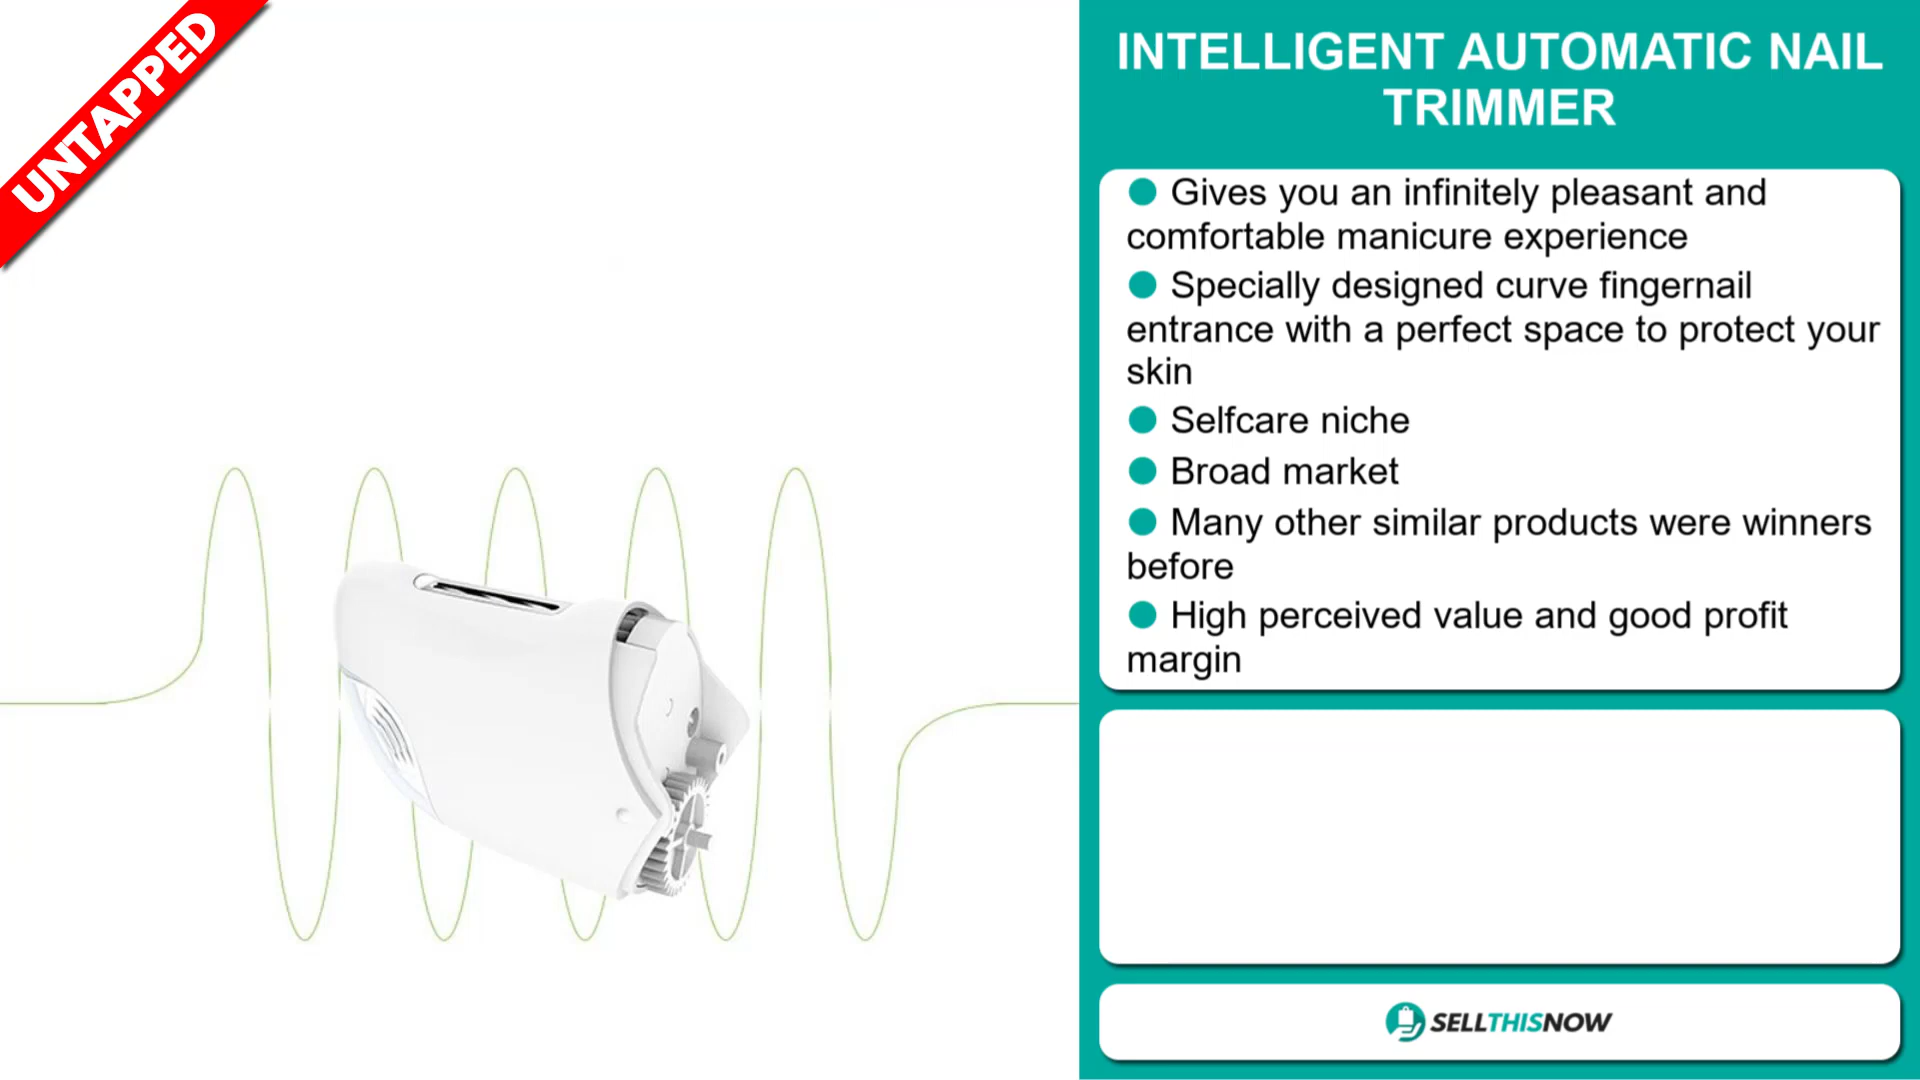 UNTAPPED
INTELLIGENT AUTOMATIC NAIL
TRIMMER
● Gives you an infinitely pleasant and
comfortable manicure experience
● Specially designed curve fingernail
entrance with a perfect space to protect your
skin
● Selfcare niche
● Broad market
● Many other similar products were winners
before
● High perceived value and good profit
margin
SELLTHISNOW